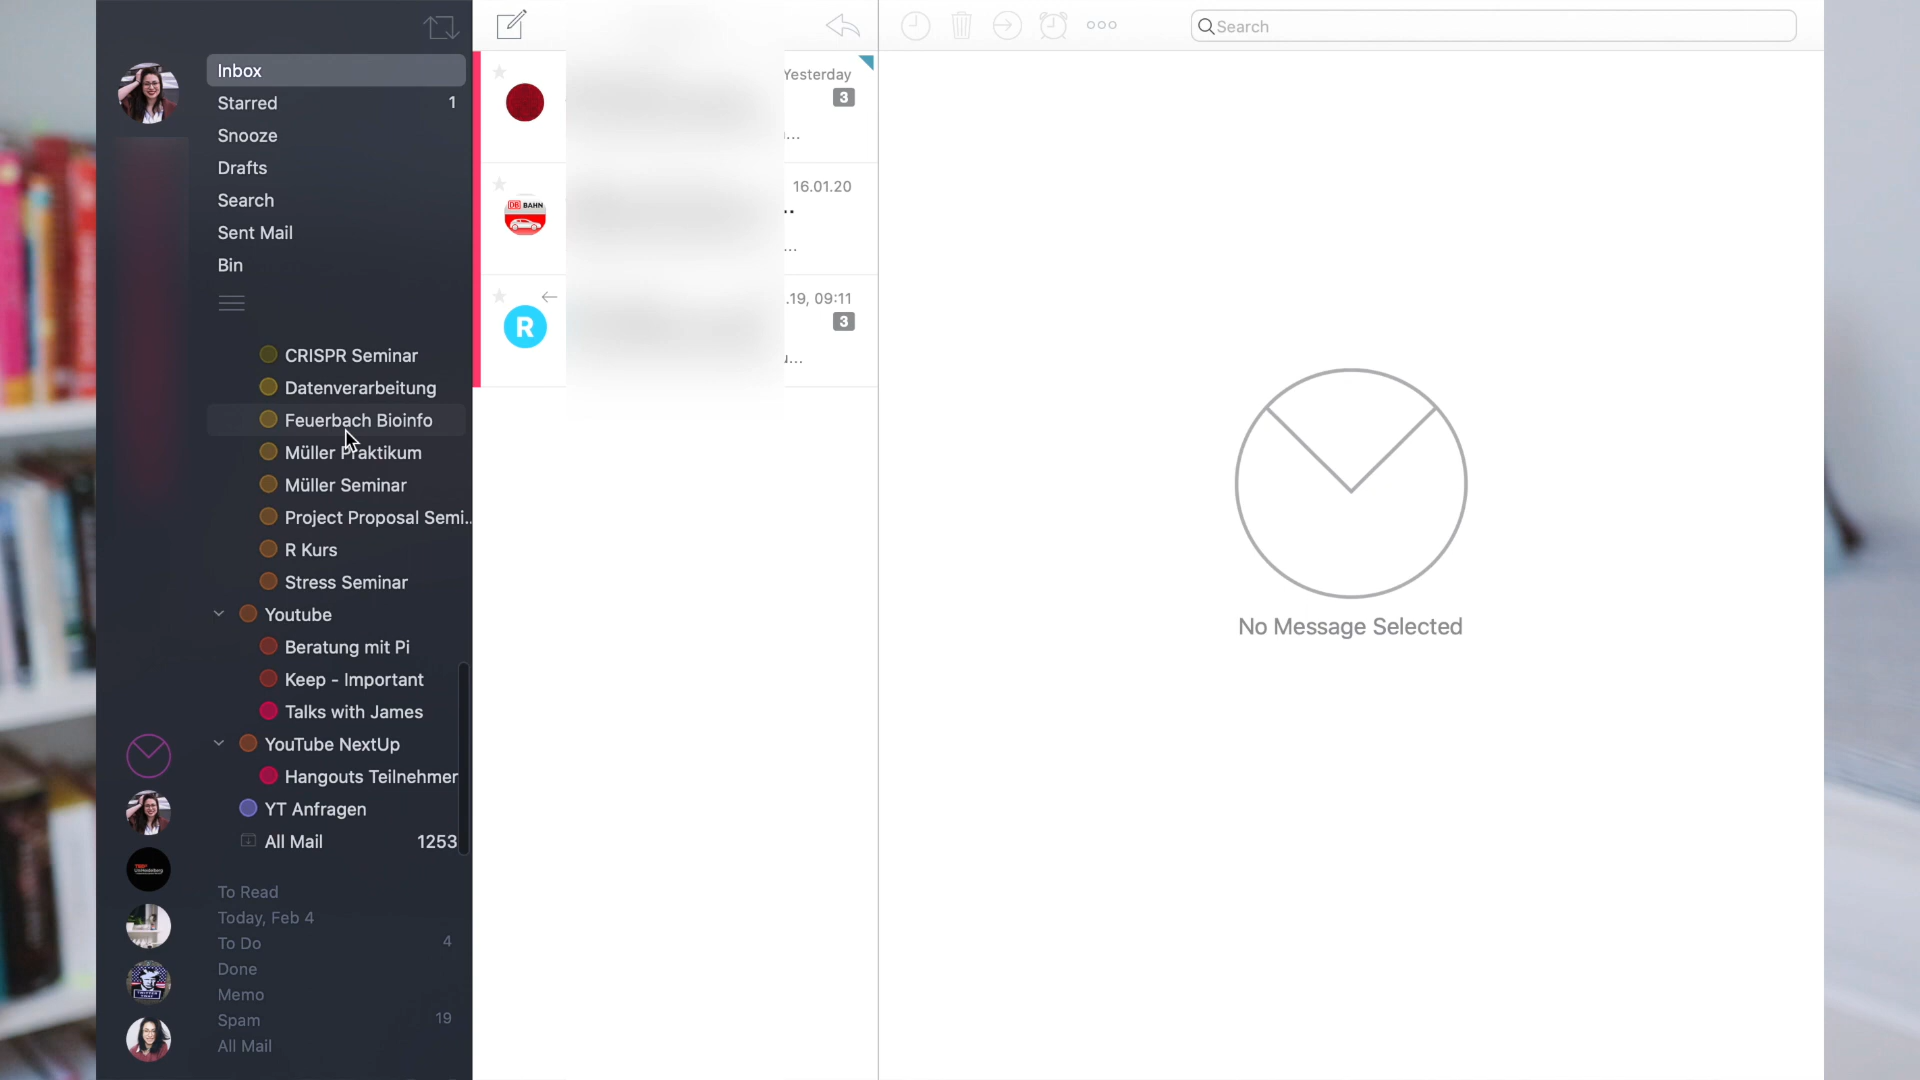 Search
Inbox
Starred 1
Snooze
Drafts
Search
Sent Mail
Bin
CRISPR Seminar
Datenverarbeitung
Feuerbach Bioinfo
Müller Praktikum
Müller Seminar
Project Proposal Semi..
R Kurs
Stress Seminar
Youtube
Beratung mit Pi
Keep - Important
Talks with James
YouTube NextUp
Hangouts Teilnehmer
YT Anfragen
All Mail 1253
To Read
Today, Feb 4
To Do 4
Done
Memo
Spam 19
All Mail
Yesterday
3
DB BAHN
16.01.20
R
.19, 09:11
3
No Message Selected